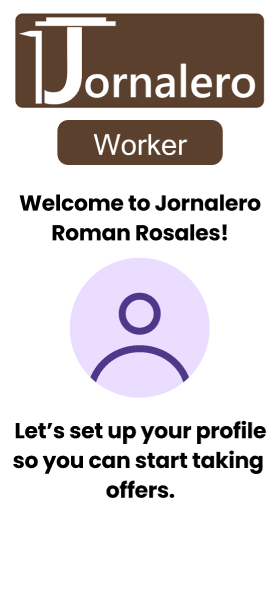 Jornalero
Worker
Welcome to Jornalero
Roman Rosales!
Let’s set up your profile
so you can start taking
offers.